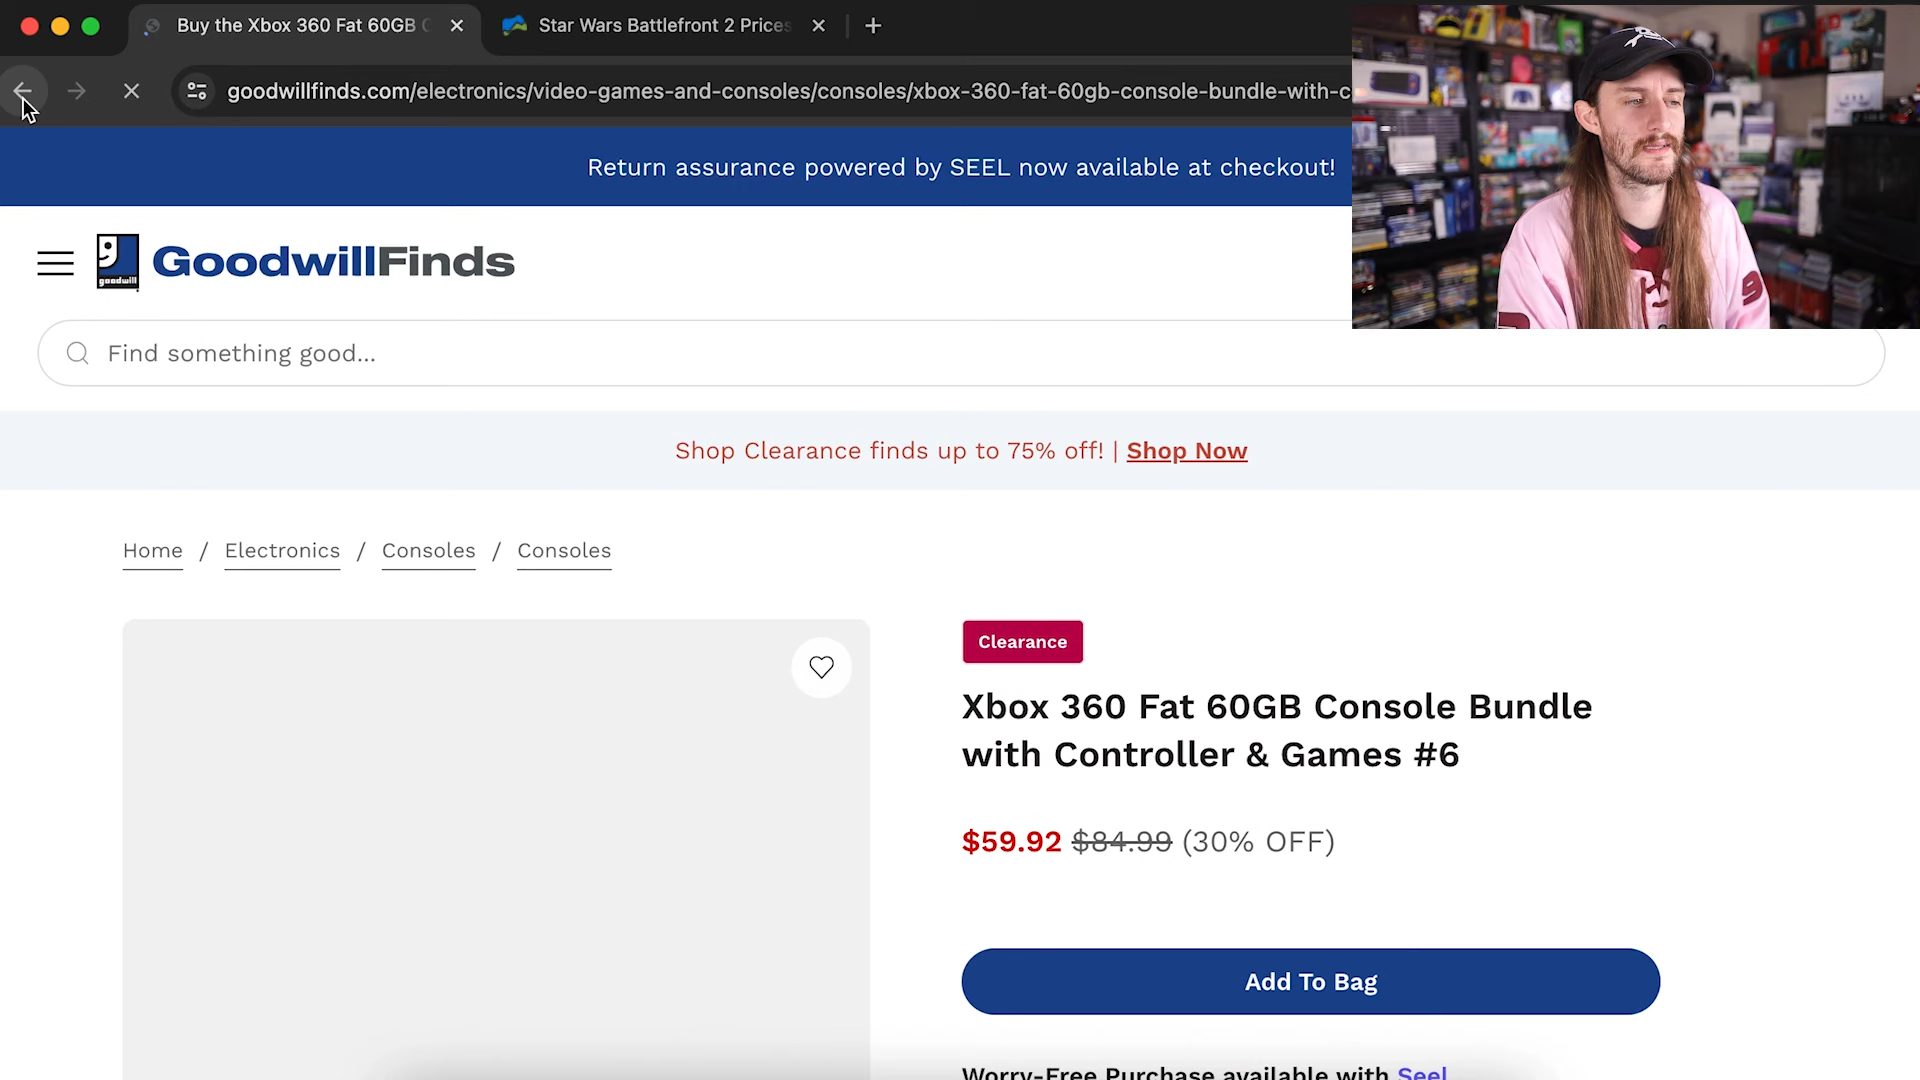 Buy the Xbox 360 Fat 60GB
Star Wars Battlefront 2 Prices
goodwillfinds.com/electronics/video-games-and-consoles/consoles/xbox-360-fat-60gb-console-bundle-with-c
Return assurance powered by SEEL now available at checkout!
goodwill
GoodwillFinds
Find something good...
Shop Clearance finds up to 75% off! | Shop Now
Home / Electronics / Consoles / Consoles
Clearance
Xbox 360 Fat 60GB Console Bundle
with Controller & Games #6
$59.92 $84.99 (30% OFF)
Add To Bag
Worry-Free Purchase available with Seel